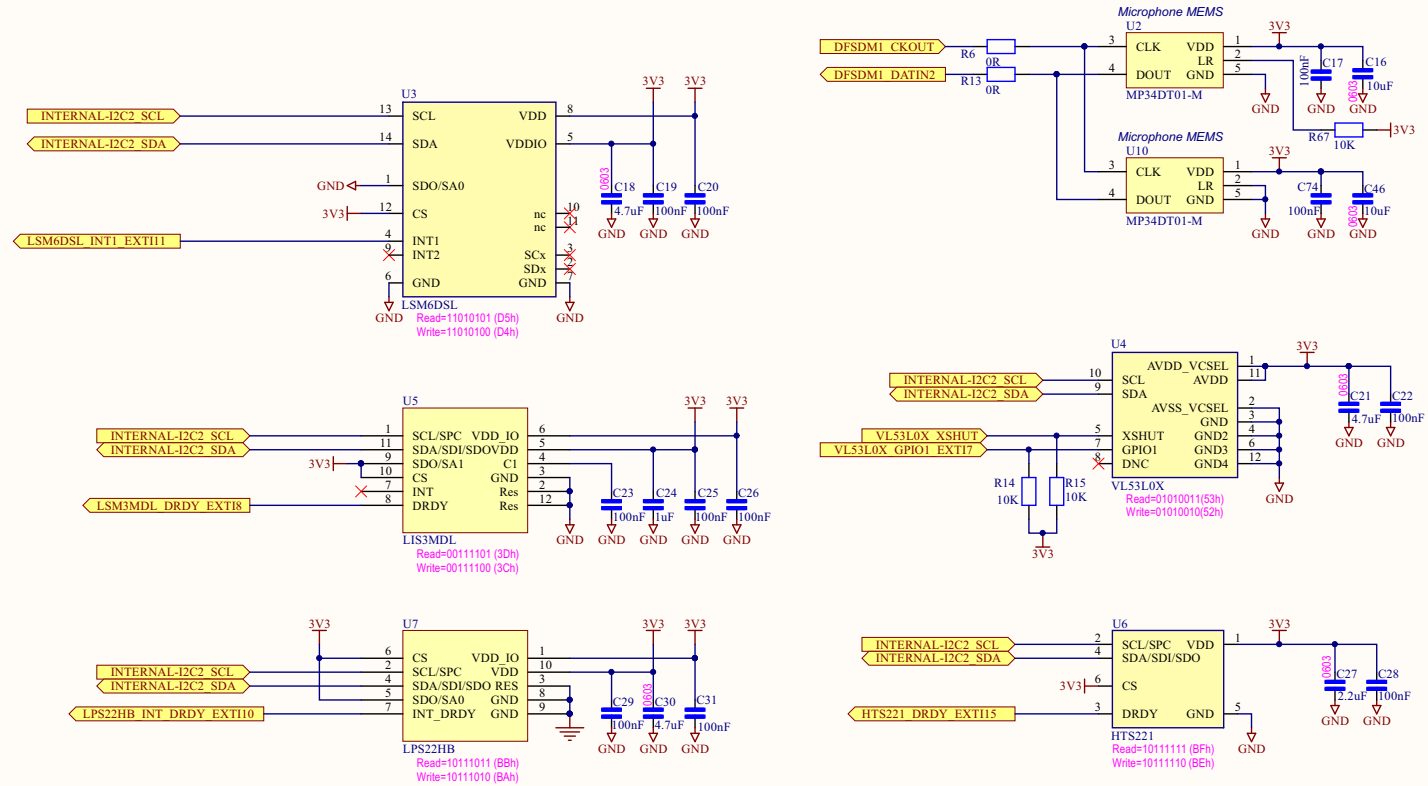 U3
INTERNAL-I2C2_SCL 13 SCL VDD 8 3V3 3V3
INTERNAL-I2C2_SDA 14 SDA VDDIO 5
GND 1 SDO/SA0
3V3 12 CS nc 10
nc 11
LSM6DSL_INT1_EXTI11 4 INT1
9 INT2 SCx 3
SDx 2
6 GND GND 7
GND LSM6DSL GND
Read=11010101 (D5h)
Write=11010100 (D4h)
0603 C18 C19 C20
4.7uF 100nF 100nF
GND GND GND
Microphone MEMS
U2
DFSDM1_CKOUT R6 0R 3 CLK VDD 1 3V3
LR 2
DFSDM1_DATIN2 R13 0R 4 DOUT GND 5
MP34DT01-M
100nF C17 0603 C16 10uF
GND GND GND
R67 10K 3V3
Microphone MEMS
U10
3 CLK VDD 1 3V3
LR 2
4 DOUT GND 5
MP34DT01-M
C74 100nF 0603 C46 10uF
GND GND GND
U5
INTERNAL-I2C2_SCL 1 SCL/SPC VDD_IO 6 3V3 3V3
INTERNAL-I2C2_SDA 11 SDA/SDI/SDO VDD 5
3V3 9 SDO/SA1 C1 4
10 CS GND 3
7 INT Res 2
LSM3MDL_DRDY_EXTI8 8 DRDY Res 12
LIS3MDL
Read=00111101 (3Dh)
Write=00111100 (3Ch)
C23 C24 C25 C26
100nF 1uF 100nF 100nF
GND GND GND GND GND
U4
AVDD_VCSEL 1 3V3
INTERNAL-I2C2_SCL 10 SCL AVDD 11
INTERNAL-I2C2_SDA 9 SDA
AVSS_VCSEL 2
GND 3
VL53L0X_XSHUT 5 XSHUT GND2 4
VL53L0X_GPIO1_EXTI7 7 GPIO1 GND3 6
8 DNC GND4 12
VL53L0X
Read=01010011(53h)
Write=01010010(52h)
R14 10K R15 10K
3V3
GND
0603 C21 C22
4.7uF 100nF
GND GND
U7
3V3 6 CS VDD_IO 1 3V3 3V3
INTERNAL-I2C2_SCL 2 SCL/SPC VDD 10
INTERNAL-I2C2_SDA 4 SDA/SDI/SDO RES 3
5 SDO/SA0 GND 8
LPS22HB_INT_DRDY_EXTI10 7 INT_DRDY GND 9
LPS22HB
Read=10111011 (BBh)
Write=10111010 (BAh)
C29 0603 C30 C31
100nF 4.7uF 100nF
GND GND GND
U6
INTERNAL-I2C2_SCL 2 SCL/SPC VDD 1 3V3
INTERNAL-I2C2_SDA 4 SDA/SDI/SDO
3V3 6 CS
HTS221_DRDY_EXTI15 3 DRDY GND 5
HTS221
Read=10111111 (BFh)
Write=10111110 (BEh)
GND
0603 C27 C28
2.2uF 100nF
GND GND